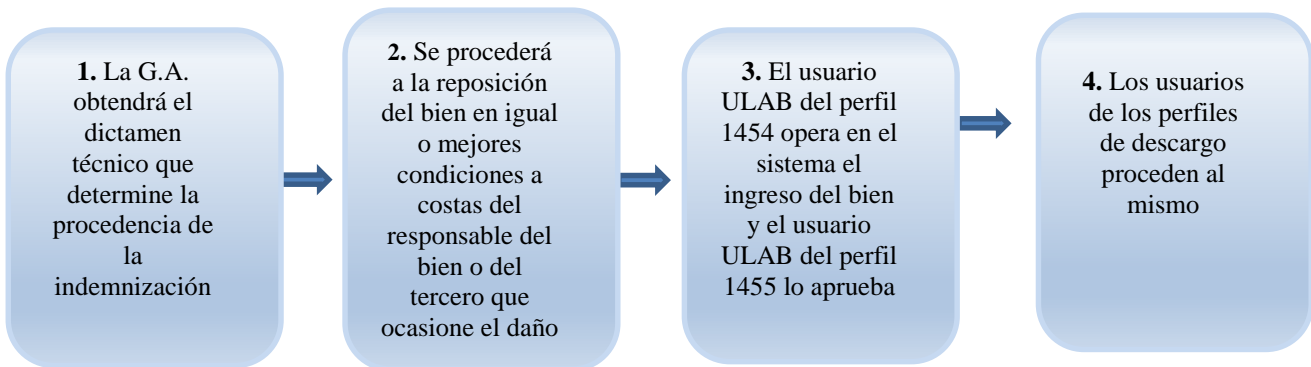 1. La G.A.
obtendrá el
dictamen
técnico que
determine la
procedencia de
la
indemnización
2. Se procederá
a la reposición
del bien en igual
o mejores
condiciones a
costas del
responsable del
bien o del
tercero que
ocasione el daño
3. El usuario
ULAB del perfil
1454 opera en el
sistema el
ingreso del bien
y el usuario
ULAB del perfil
1455 lo aprueba
4. Los usuarios
de los perfiles
de descargo
proceden al
mismo